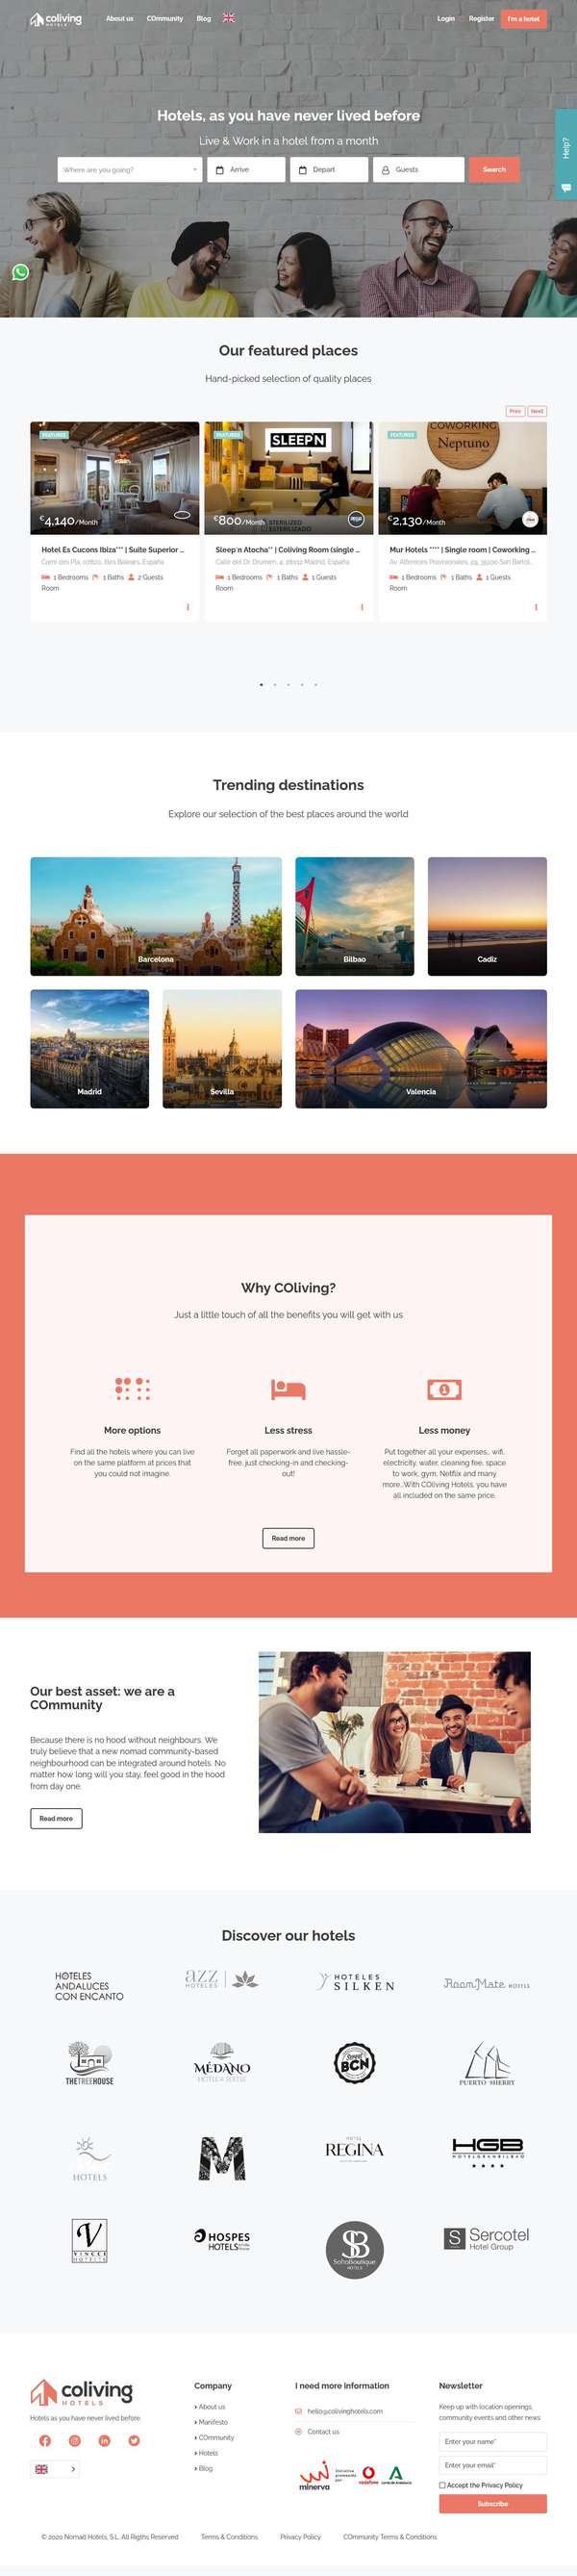 coliving
HOTELS
About us
COmmunity
Blog
Login
Register
I'm a hotel
Hotels, as you have never lived before
Live & Work in a hotel from a month
Where are you going?
Arrive
Depart
Guests
Search
Help?
Our featured places
Hand-picked selection of quality places
Prev
Next
FEATURED
€4,140/Month
Hotel Es Cucons Ibiza*** | Suite Superior ...
1 Bedrooms 1 Baths 2 Guests
Room
FEATURED
SLEEP'N
STERILIZED
ESTERILIZADO
€800/Month
Sleep'n Atocha** | Coliving Room (single ...
Calle del Dr Drumen, 4, 28012 Madrid, España
1 Bedrooms 1 Baths 1 Guests
Room
FEATURED
COWORKING
Neptuno
€2,130/Month
Mur Hotels **** | Single room | Coworking ...
1 Bedrooms 1 Baths 1 Guests
Room
Trending destinations
Explore our selection of the best places around the world
Barcelona
Bilbao
Cadiz
Madrid
Sevilla
Valencia
Why COliving?
Just a little touch of all the benefits you will get with us
More options
Find all the hotels where you can live
on the same platform at prices that
you could not imagine.
Less stress
Forget all paperwork and live hassle-
free, just checking-in and checking-
out!
Less money
Put together all your expenses... wifi,
electricity, water, cleaning fee, space
to work, gym, Netflix and many
more...With COliving Hotels, you have
all included on the same price.
Read more
Our best asset: we are a
COmmunity
Because there is no hood without neighbours. We
truly believe that a new nomad community-based
neighbourhood can be integrated around hotels. No
matter how long will you stay, feel good in the hood
from day one.
Read more
Discover our hotels
HOTELES
ANDALUCES
CON ENCANTO
azz
HOTELES
HOTELES
SILKEN
Room Mate HOTELS
THETREEHOUSE
MÉDANO
HOTEL & SUITES
Sweet
BCN
PUERTO SHERRY
HOTELS
M
HOTEL
REGINA
HGB
HOTELGRANBILBAO
V
VINCCI
HOTELES
HOSPES
HOTELS
SB
SohoBoutique
HOTELS
S Sercotel
Hotel Group
coliving
HOTELS
Hotels as you have never lived before
Company
About us
Manifesto
COmmunity
Hotels
Blog
I need more information
hello@colivinghotels.com
Contact us
minerva
vodafone
Junta de Andalucía
Newsletter
Keep up with location openings,
community events and other news
Enter your name*
Enter your email*
Accept the Privacy Policy
Subscribe
© 2020 Nomad Hotels, S.L. All Rigths Reserved
Terms & Conditions
Privacy Policy
COmmunity Terms & Conditions